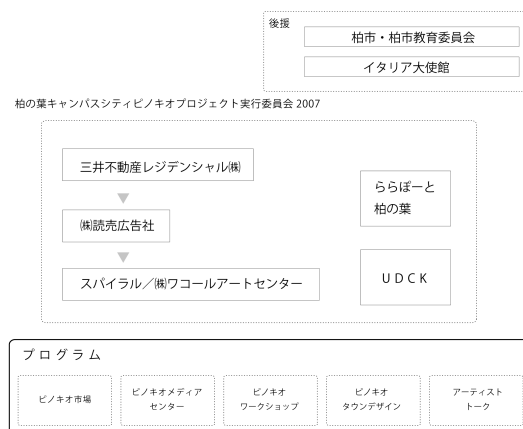 後援
柏市・柏市教育委員会
イタリア大使館
柏の葉キャンパスシティピノキオプロジェクト実行委員会 2007
三井不動産レジデンシャル㈱
㈱読売広告社
スパイラル／㈱ワコールアートセンター
ららぽーと
柏の葉
UDCK
プログラム
ピノキオ市場
ピノキオメディア
センター
ピノキオ
ワークショップ
ピノキオ
タウンデザイン
アーティスト
トーク